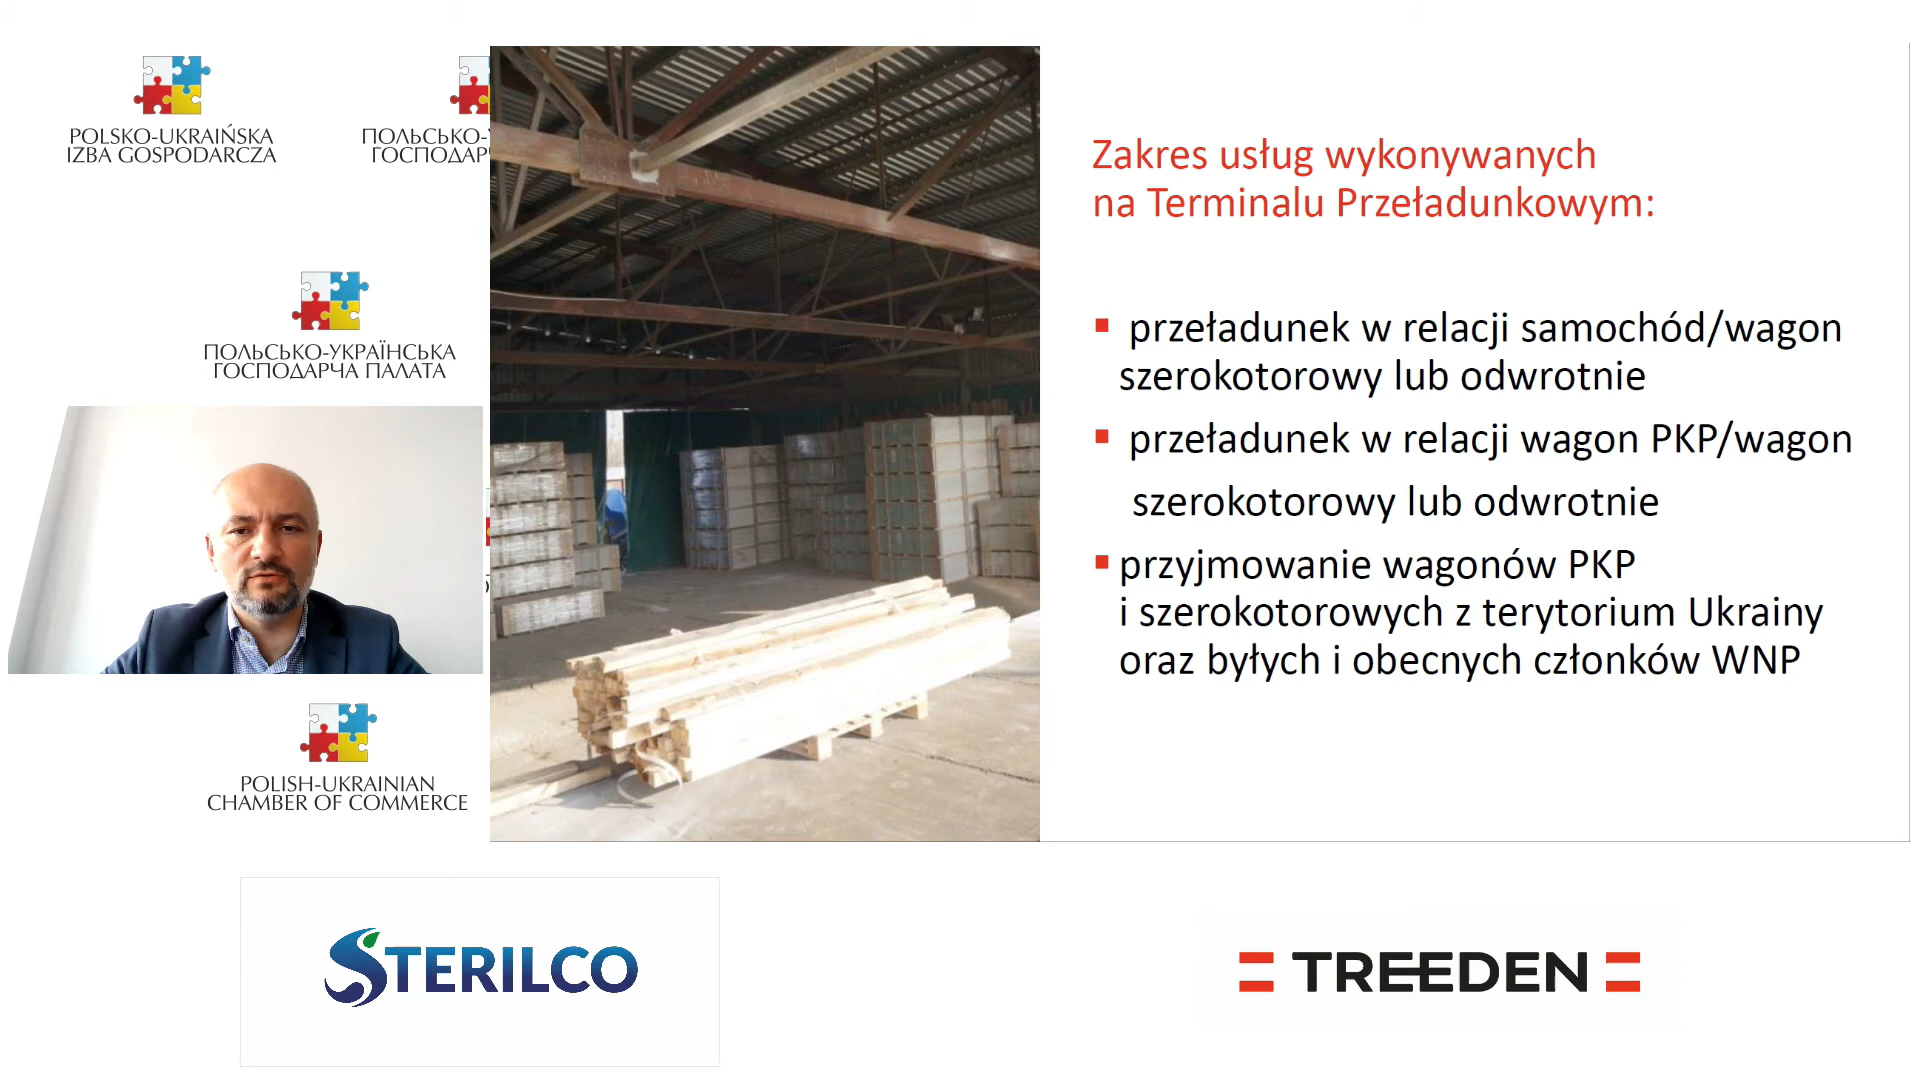 POLSKO-UKRAIŃSKA
IZBA GOSPODARCZA
ПОЛЬСЬКО-
ГОСПОДАР
ПОЛЬСЬКО-УКРАЇНСЬКА
ГОСПОДАРЧА ПАЛАТА
POLISH-UKRAINIAN
CHAMBER OF COMMERCE
Zakres usług wykonywanych
na Terminalu Przeładunkowym:
przeładunek w relacji samochód/wagon
szerokotorowy lub odwrotnie
przeładunek w relacji wagon PKP/wagon
szerokotorowy lub odwrotnie
przyjmowanie wagonów PKP
i szerokotorowych z terytorium Ukrainy
oraz byłych i obecnych członków WNP
STERILCO
TREEDEN